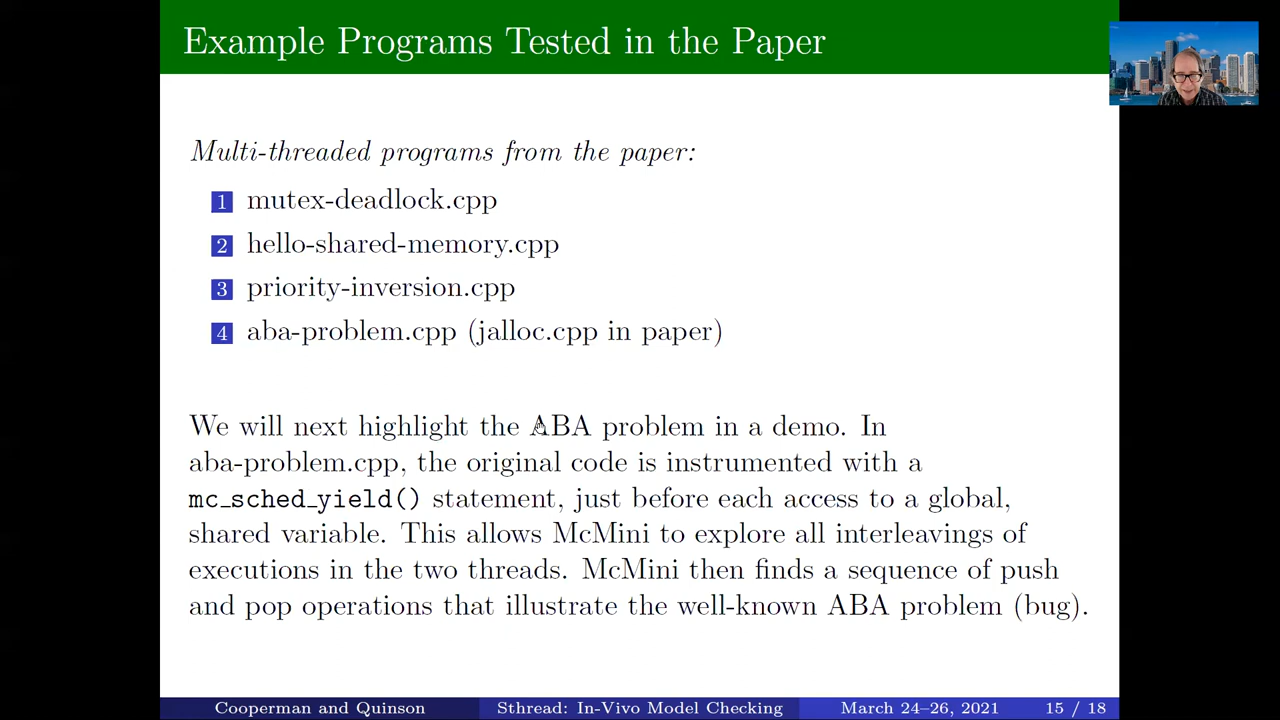 Example Programs Tested in the Paper
Multi-threaded programs from the paper:
1 mutex-deadlock.cpp
2 hello-shared-memory.cpp
3 priority-inversion.cpp
4 aba-problem.cpp (jalloc.cpp in paper)
We will next highlight the ABA problem in a demo. In
aba-problem.cpp, the original code is instrumented with a
mc_sched_yield() statement, just before each access to a global,
shared variable. This allows McMini to explore all interleavings of
executions in the two threads. McMini then finds a sequence of push
and pop operations that illustrate the well-known ABA problem (bug).
Cooperman and Quinson Sthread: In-Vivo Model Checking March 24–26, 2021 15 / 18